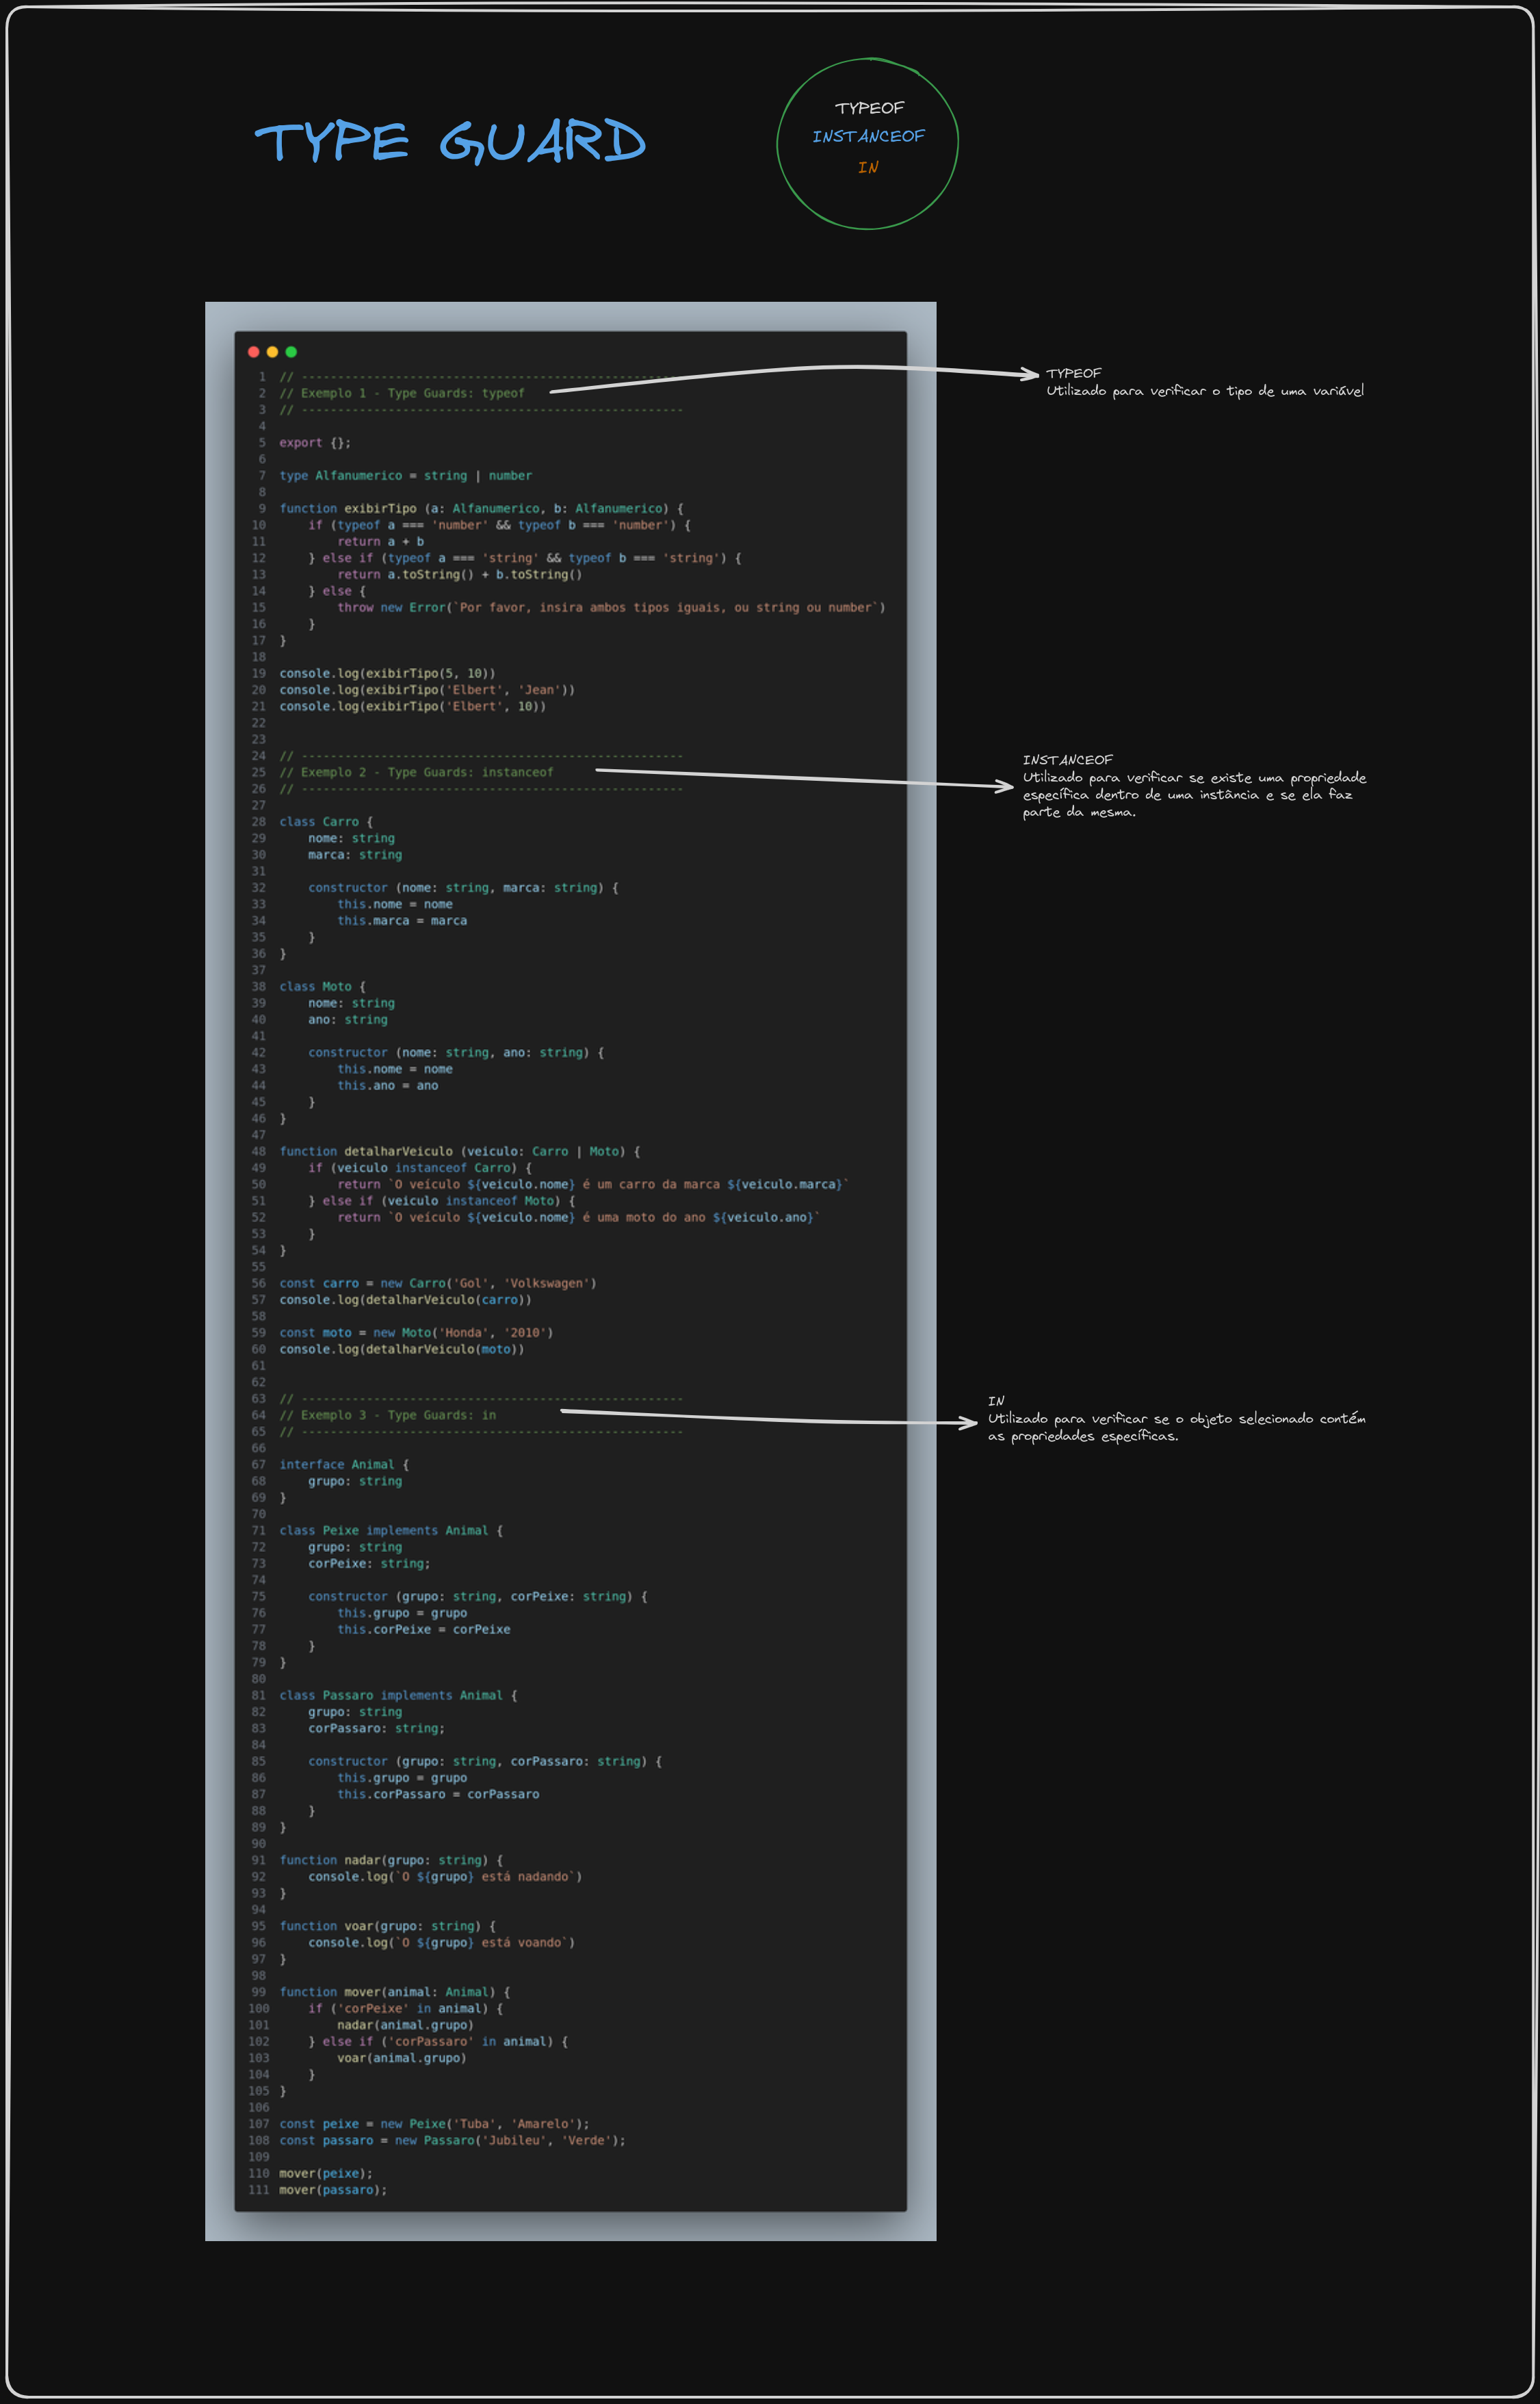 TYPE GUARD
TYPEOF
INSTANCEOF
IN
1 // -----------------------------------------------------
2 // Exemplo 1 - Type Guards: typeof
3 // -----------------------------------------------------
4
5 export {};
6
7 type Alfanumerico = string | number
8
9 function exibirTipo (a: Alfanumerico, b: Alfanumerico) {
10     if (typeof a === 'number' && typeof b === 'number') {
11         return a + b
12     } else if (typeof a === 'string' && typeof b === 'string') {
13         return a.toString() + b.toString()
14     } else {
15         throw new Error(`Por favor, insira ambos tipos iguais, ou string ou number`)
16     }
17 }
18
19 console.log(exibirTipo(5, 10))
20 console.log(exibirTipo('Elbert', 'Jean'))
21 console.log(exibirTipo('Elbert', 10))
22
23
24 // -----------------------------------------------------
25 // Exemplo 2 - Type Guards: instanceof
26 // -----------------------------------------------------
27
28 class Carro {
29     nome: string
30     marca: string
31
32     constructor (nome: string, marca: string) {
33         this.nome = nome
34         this.marca = marca
35     }
36 }
37
38 class Moto {
39     nome: string
40     ano: string
41
42     constructor (nome: string, ano: string) {
43         this.nome = nome
44         this.ano = ano
45     }
46 }
47
48 function detalharVeiculo (veiculo: Carro | Moto) {
49     if (veiculo instanceof Carro) {
50         return `O veículo ${veiculo.nome} é um carro da marca ${veiculo.marca}`
51     } else if (veiculo instanceof Moto) {
52         return `O veículo ${veiculo.nome} é uma moto do ano ${veiculo.ano}`
53     }
54 }
55
56 const carro = new Carro('Gol', 'Volkswagen')
57 console.log(detalharVeiculo(carro))
58
59 const moto = new Moto('Honda', '2010')
60 console.log(detalharVeiculo(moto))
61
62
63 // -----------------------------------------------------
64 // Exemplo 3 - Type Guards: in
65 // -----------------------------------------------------
66
67 interface Animal {
68     grupo: string
69 }
70
71 class Peixe implements Animal {
72     grupo: string
73     corPeixe: string;
74
75     constructor (grupo: string, corPeixe: string) {
76         this.grupo = grupo
77         this.corPeixe = corPeixe
78     }
79 }
80
81 class Passaro implements Animal {
82     grupo: string
83     corPassaro: string;
84
85     constructor (grupo: string, corPassaro: string) {
86         this.grupo = grupo
87         this.corPassaro = corPassaro
88     }
89 }
90
91 function nadar(grupo: string) {
92     console.log(`O ${grupo} está nadando`)
93 }
94
95 function voar(grupo: string) {
96     console.log(`O ${grupo} está voando`)
97 }
98
99 function mover(animal: Animal) {
100     if ('corPeixe' in animal) {
101         nadar(animal.grupo)
102     } else if ('corPassaro' in animal) {
103         voar(animal.grupo)
104     }
105 }
106
107 const peixe = new Peixe('Tuba', 'Amarelo');
108 const passaro = new Passaro('Jubileu', 'Verde');
109
110 mover(peixe);
111 mover(passaro);
TYPEOF
Utilizado para verificar o tipo de uma variável
INSTANCEOF
Utilizado para verificar se existe uma propriedade
específica dentro de uma instância e se ela faz
parte da mesma.
IN
Utilizado para verificar se o objeto selecionado contém
as propriedades específicas.